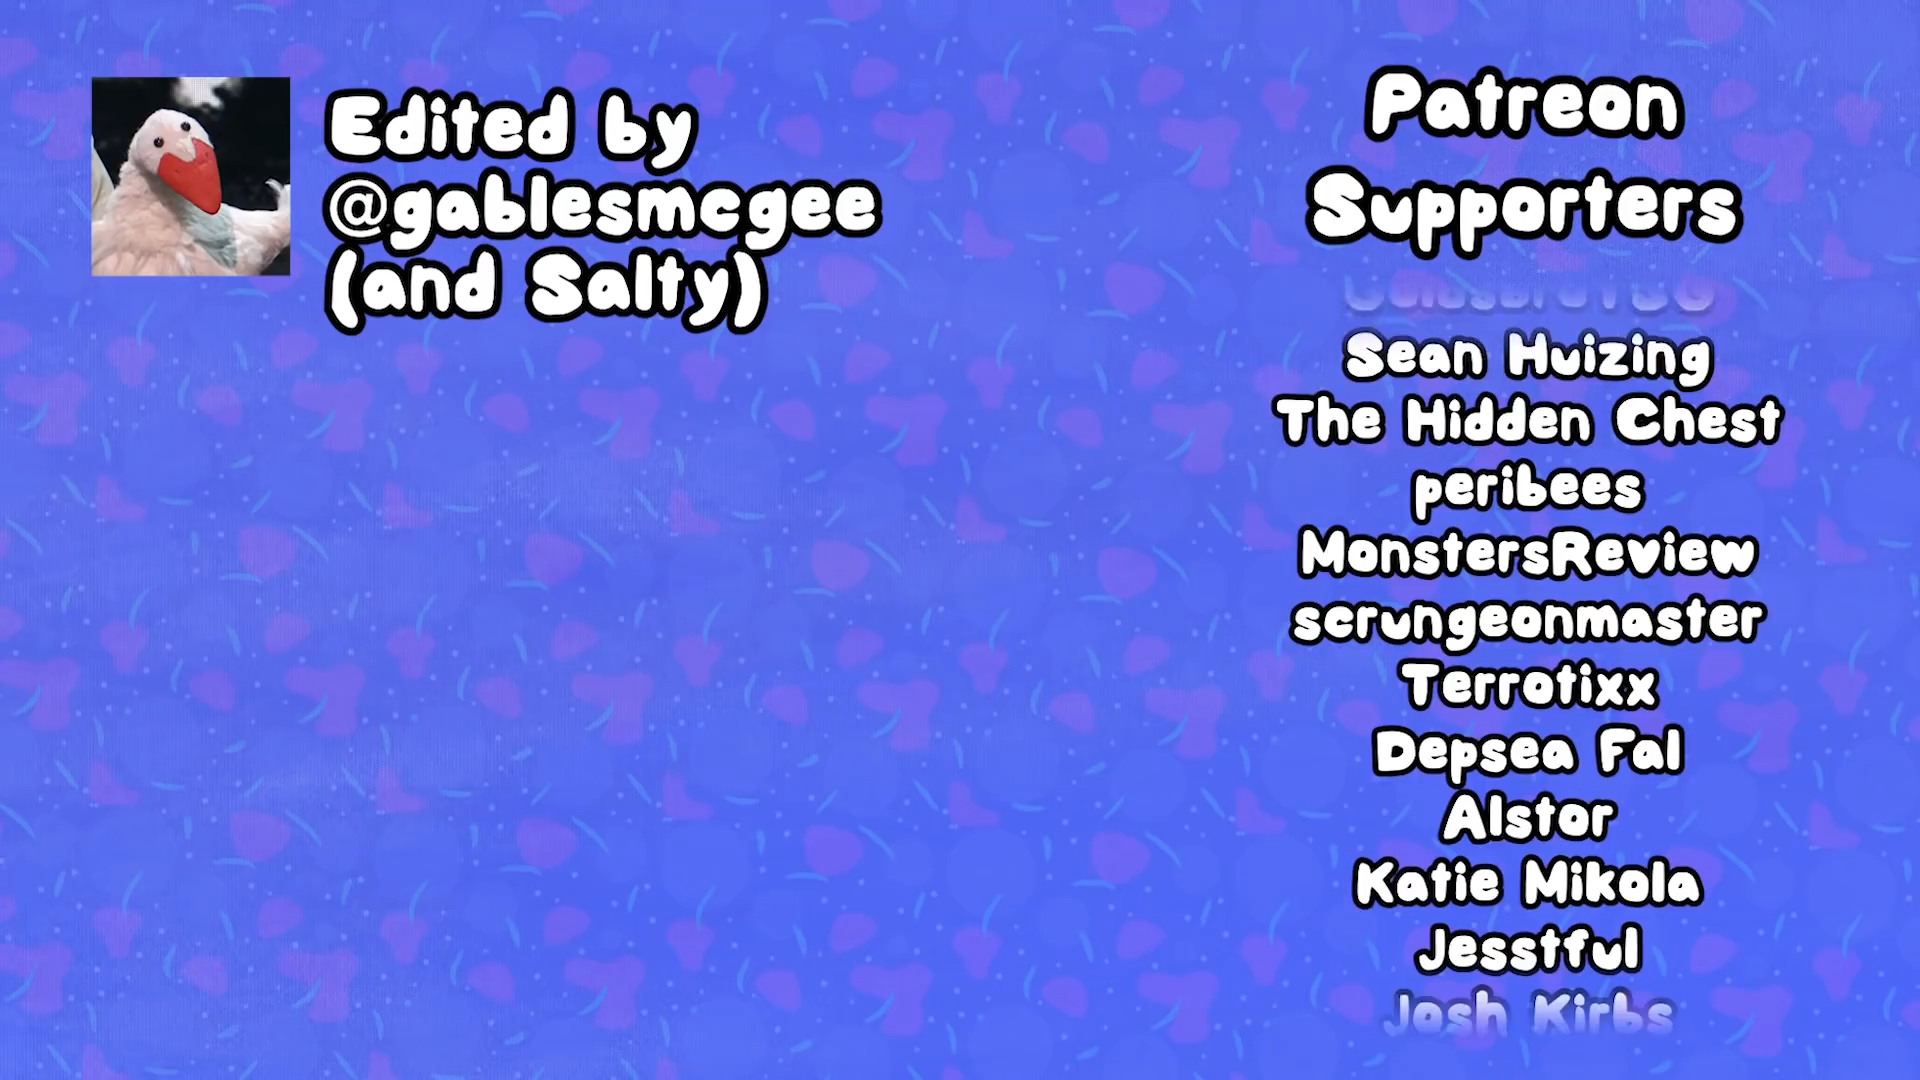 Edited by
@gablesmcgee
(and Salty)
Patreon
Supporters
Sean Huizing
The Hidden Chest
peribees
MonstersReview
scrungeonmaster
Terrotixx
Depsea Fal
Alstor
Katie Mikola
Jesstful
Josh Kirbs